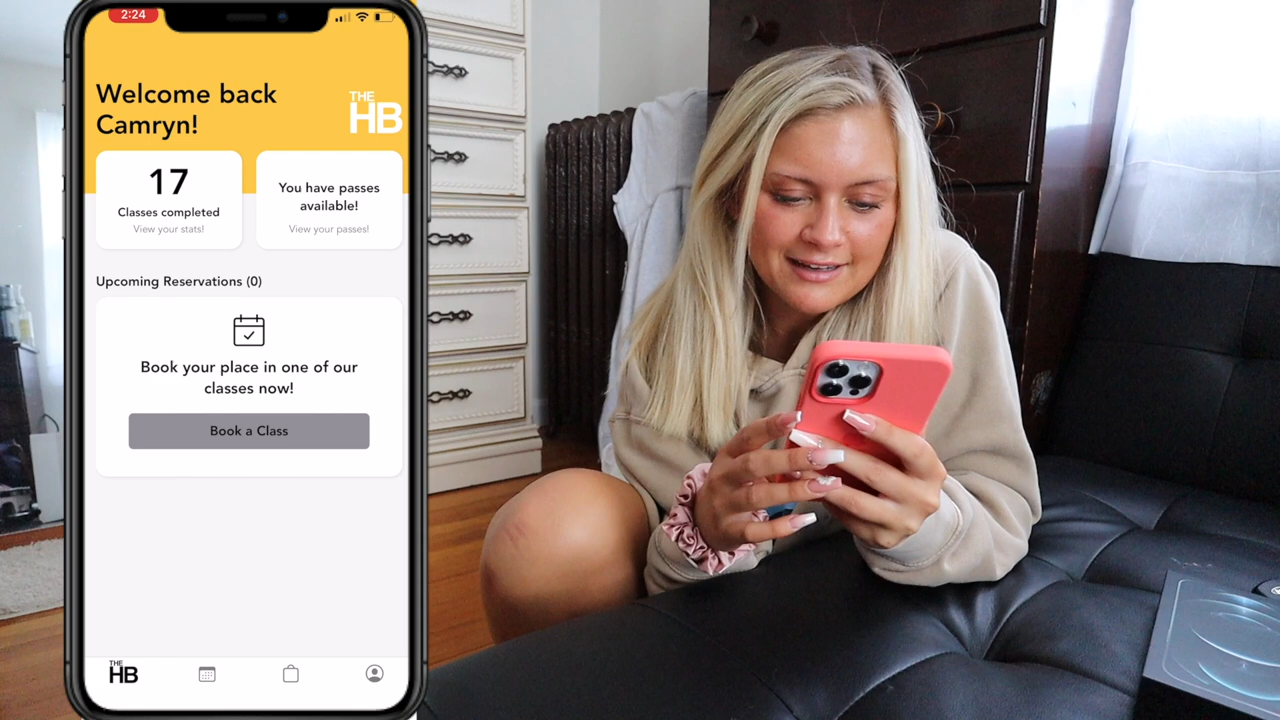 2:24
Welcome back
Camryn!
THE
HB
17
Classes completed
View your stats!
You have passes
available!
View your passes!
Upcoming Reservations (0)
Book your place in one of our
classes now!
Book a Class
THE
HB